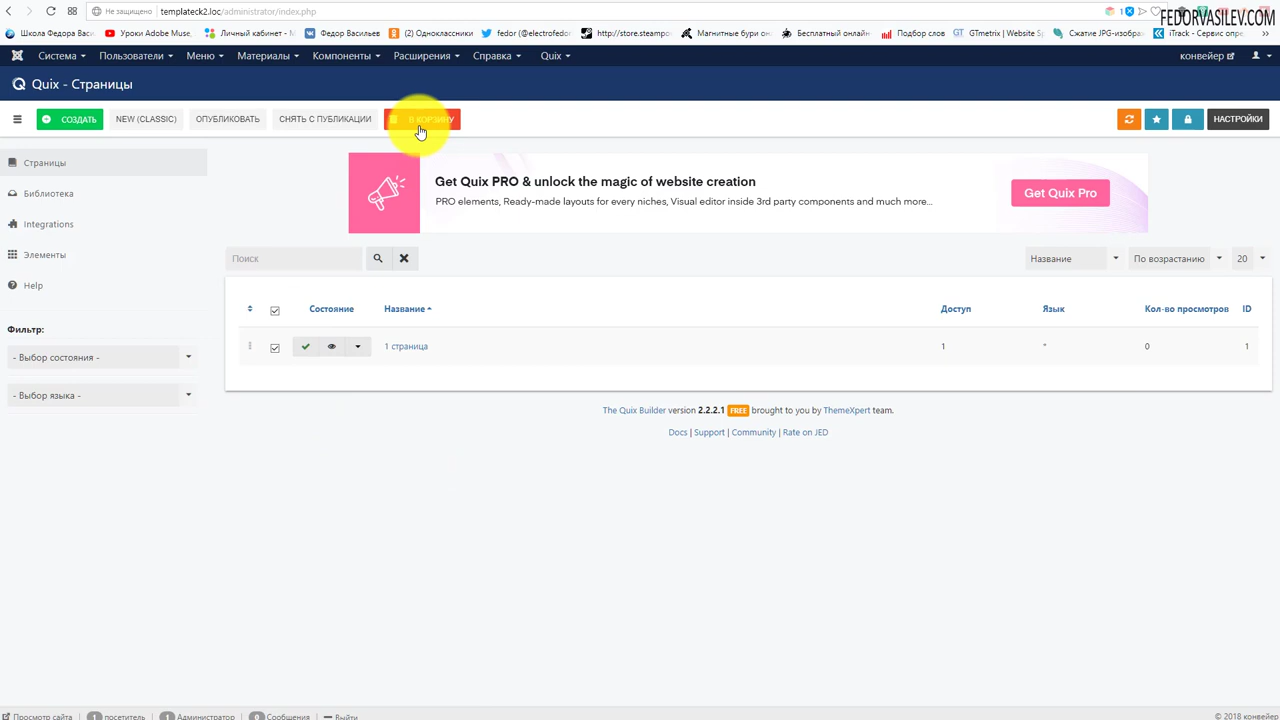 Не защищено templateck2.loc/administrator/index.php
1
FEDORVASILEV.COM
Школа Федора Васи. Уроки Adobe Muse, Личный кабинет - М Федор Васильев (2) Одноклассники fedor (@electrofedor http://store.steampo Магнитные бури он Бесплатный онлайн Подбор слов GTmetrix | Website S Сжатие JPG-изобра iTrack - Сервис опре
Система Пользователи Меню Материалы Компоненты Расширения Справка Quix конвейер
Quix - Страницы
СОЗДАТЬ NEW (CLASSIC) ОПУБЛИКОВАТЬ СНЯТЬ С ПУБЛИКАЦИИ В КОРЗИНУ НАСТРОЙКИ
Страницы
Библиотека
Integrations
Элементы
Help
Фильтр:
- Выбор состояния -
- Выбор языка -
Get Quix PRO & unlock the magic of website creation
PRO elements, Ready-made layouts for every niches, Visual editor inside 3rd party components and much more...
Get Quix Pro
Поиск Название По возрастанию 20
Состояние Название Доступ Язык Кол-во просмотров ID
1 страница 1 * 0 1
The Quix Builder version 2.2.2.1 FREE brought to you by ThemeXpert team.
Docs | Support | Community | Rate on JED
Просмотр сайта 1 посетитель 1 Администратор 0 Сообщения Выйти © 2018 конвейер